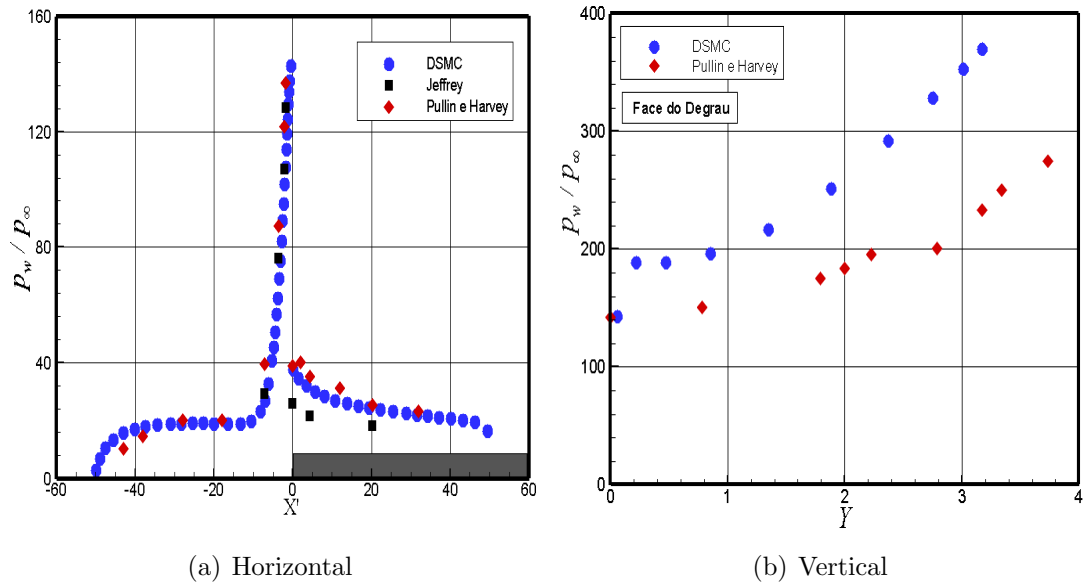 160
120
80
40
0
p_w / p_∞
DSMC
Jeffrey
Pullin e Harvey
-60 -40 -20 0 20 40 60
X'
(a) Horizontal
400
300
200
100
0
p_w / p_∞
DSMC
Pullin e Harvey
Face do Degrau
0 1 2 3 4
Y
(b) Vertical